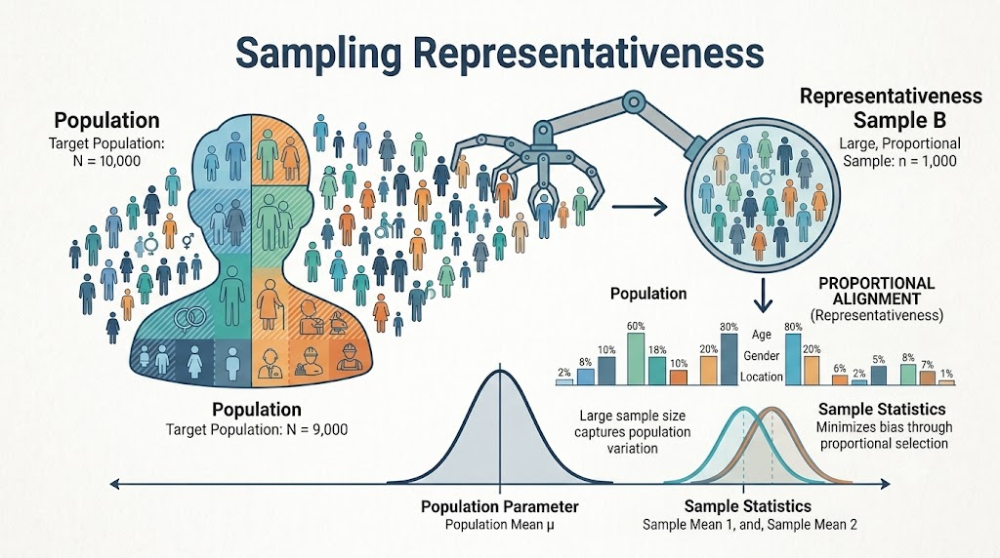 Sampling Representativeness
Population
Target Population:
N = 10,000
Representativeness
Sample B
Large, Proportional
Sample: n = 1,000
Population
Target Population: N = 9,000
Population
2%
8%
10%
60%
18%
10%
20%
80%
Age
Gender
Location
PROPORTIONAL
ALIGNMENT
(Representativeness)
80%
20%
6%
2%
5%
8%
7%
1%
Large sample size
captures population
variation
Sample Statistics
Minimizes bias through
proportional selection
Population Parameter
Population Mean μ
Sample Statistics
Sample Mean 1, and, Sample Mean 2